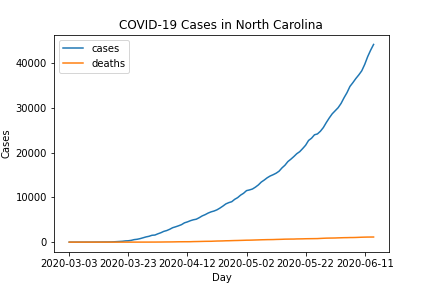 COVID-19 Cases in North Carolina
cases
deaths
Cases
40000
30000
20000
10000
0
2020-03-03 2020-03-23 2020-04-12 2020-05-02 2020-05-22 2020-06-11
Day